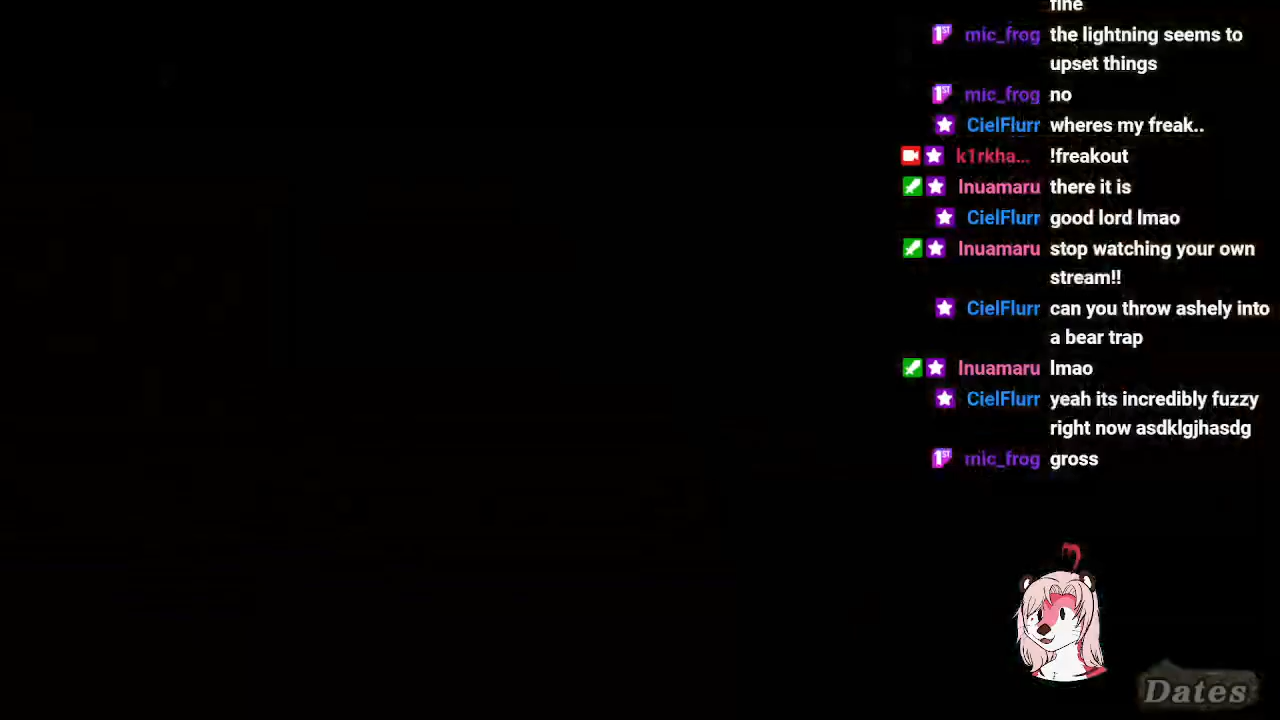 fine
mic_frog the lightning seems to
upset things
mic_frog no
CielFlurr wheres my freak..
k1rkha... !freakout
Inuamaru there it is
CielFlurr good lord lmao
Inuamaru stop watching your own
stream!!
CielFlurr can you throw ashely into
a bear trap
Inuamaru lmao
CielFlurr yeah its incredibly fuzzy
right now asdklgjhasdg
mic_frog gross
Dates